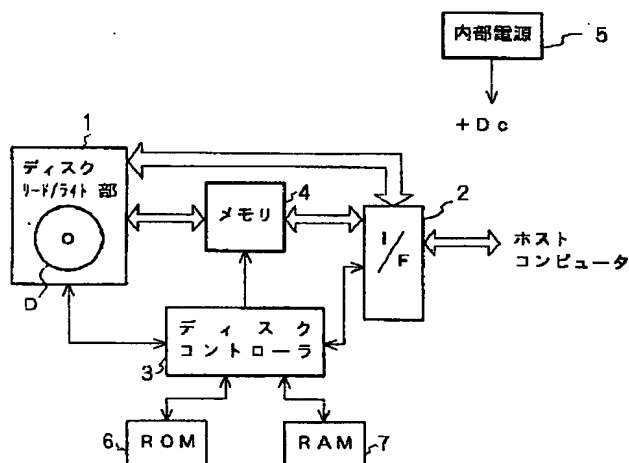 内部電源
5
+Dc
1
ディスク
リード/ライト部
D
メモリ
4
I/F
2
ホスト
コンピュータ
ディスク
コントローラ
3
ROM
6
RAM
7